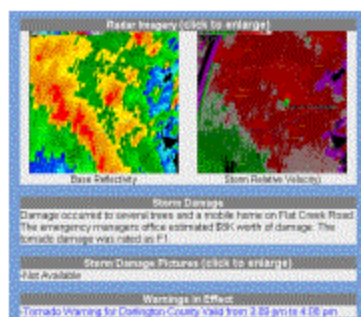 Radar Imagery (click to enlarge)
Base Reflectivity
Storm Relative Velocity
Storm Damage
Damage occurred to several trees and a mobile home on Flat Creek Road.
The emergency managers office estimated $9K worth of damage. The
tornado damage was rated as F1.
Storm Damage Pictures (click to enlarge)
-Not Available
Warnings in Effect
-Tornado Warning for Darlington County Valid from 3:09 pm to 4:00 pm